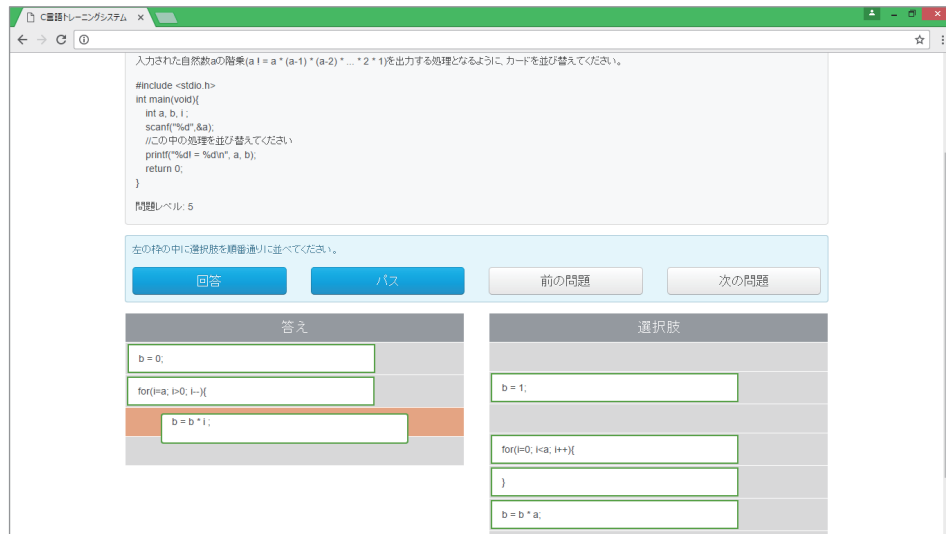 C言語トレーニングシステム
入力された自然数aの階乗(a ! = a * (a-1) * (a-2) * ... * 2 * 1)を出力する処理となるように, カードを並び替えてください。
#include <stdio.h>
int main(void){
int a, b, i ;
scanf("%d",&a);
//この中の処理を並び替えてください
printf("%d! = %d\n", a, b);
return 0;
}
問題レベル: 5
左の枠の中に選択肢を順番通りに並べてください。
回答 パス 前の問題 次の問題
答え 選択肢
b = 0;
for(i=a; i>0; i--){
b = 1;
b = b * i ;
for(i=0; i<a; i++){
}
b = b * a;